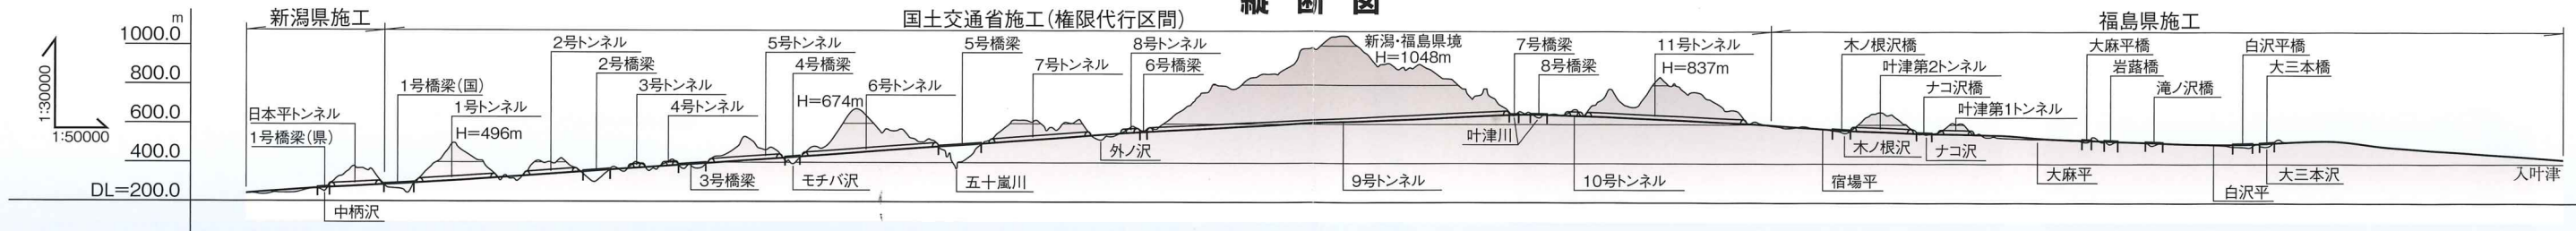 縦断図
新潟県施工
国土交通省施工(権限代行区間)
福島県施工
m
1000.0
800.0
600.0
400.0
DL=200.0
1:30000
1:50000
日本平トンネル
1号橋梁(県)
中柄沢
1号橋梁(国)
1号トンネル
H=496m
2号トンネル
2号橋梁
3号トンネル
4号トンネル
3号橋梁
5号トンネル
4号橋梁
モチバ沢
H=674m
6号トンネル
5号橋梁
五十嵐川
7号トンネル
外ノ沢
8号トンネル
6号橋梁
新潟・福島県境
H=1048m
9号トンネル
7号橋梁
8号橋梁
叶津川
10号トンネル
11号トンネル
H=837m
宿場平
木ノ根沢橋
木ノ根沢
叶津第2トンネル
ナコ沢橋
ナコ沢
叶津第1トンネル
大麻平
大麻平橋
岩蕗橋
滝ノ沢橋
白沢平橋
白沢平
大三本橋
大三本沢
入叶津